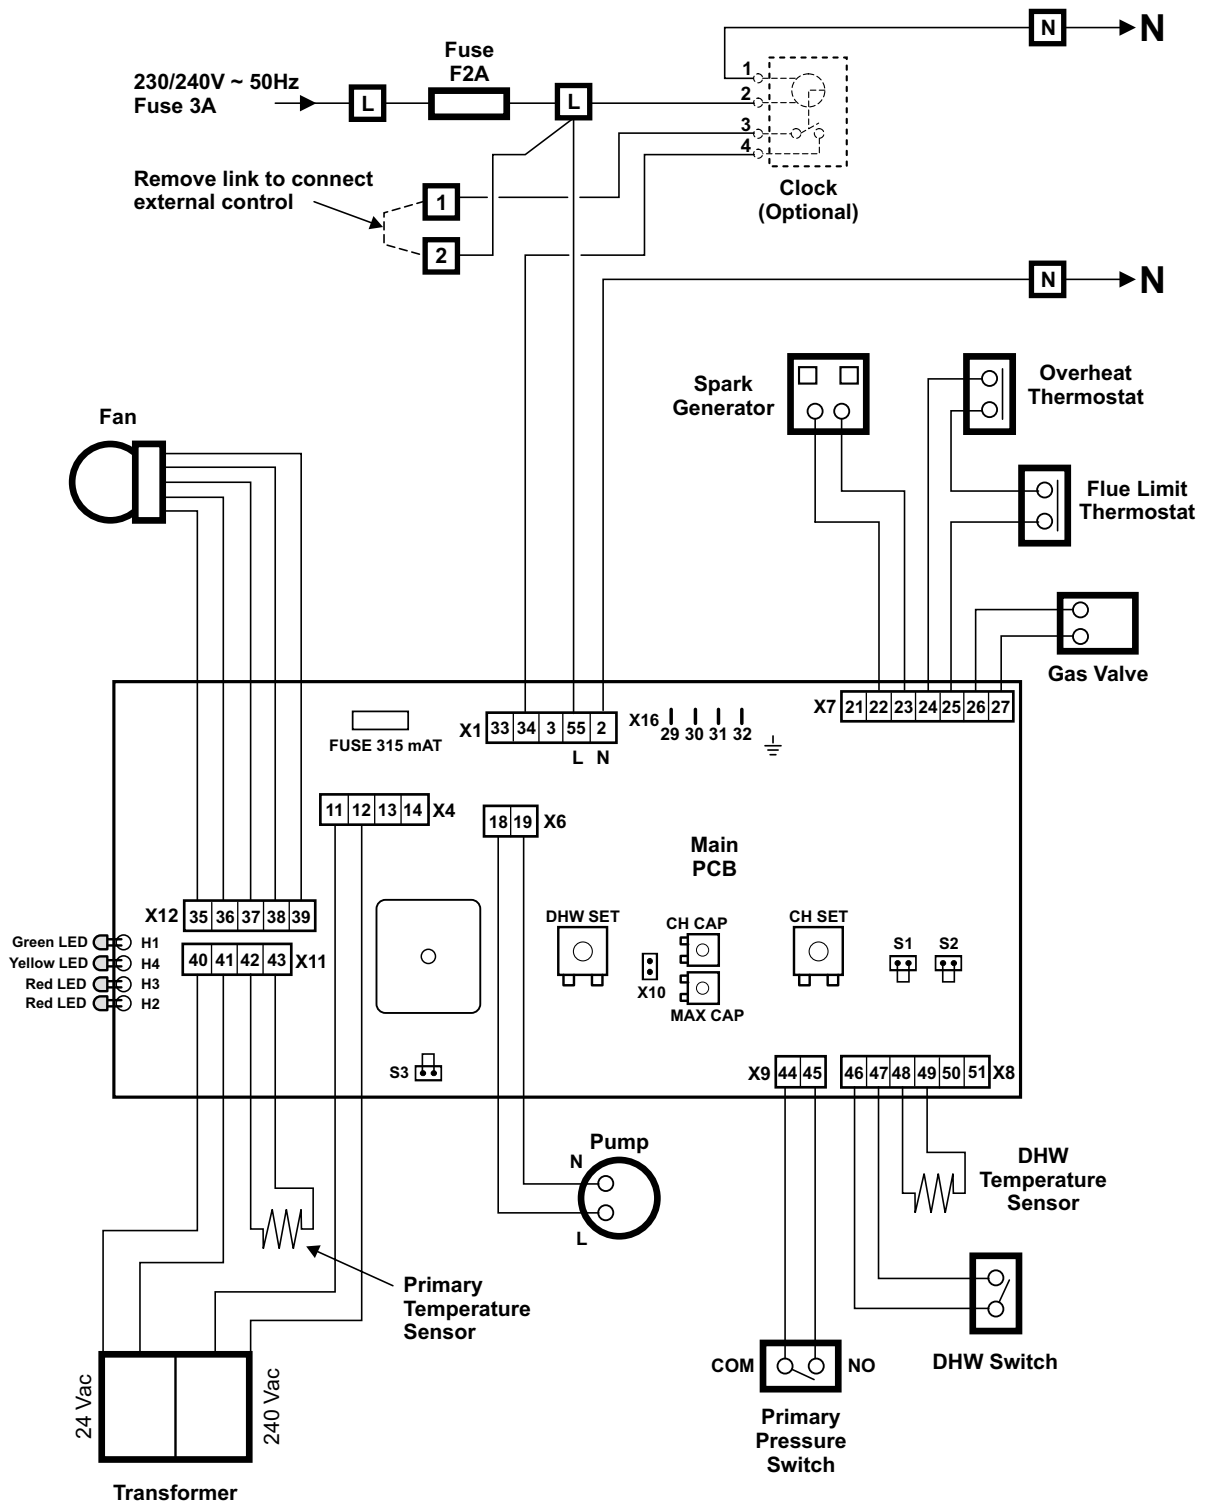 N
N
Fuse
F2A
230/240V ~ 50Hz
Fuse 3A
L
L
1
2
3
4
Clock
(Optional)
Remove link to connect
external control
1
2
N
N
Spark
Generator
Overheat
Thermostat
Flue Limit
Thermostat
Gas Valve
Fan
FUSE 315 mAT
X1
33 34 3 55 2
L N
X16
29 30 31 32
X7
21 22 23 24 25 26 27
11 12 13 14 X4
18 19 X6
Main
PCB
X12 35 36 37 38 39
40 41 42 43 X11
Green LED H1
Yellow LED H4
Red LED H3
Red LED H2
DHW SET
CH CAP
X10
MAX CAP
CH SET
S1
S2
S3
X9 44 45
46 47 48 49 50 51 X8
Pump
N
L
DHW
Temperature
Sensor
Primary
Temperature
Sensor
DHW Switch
COM
NO
Primary
Pressure
Switch
24 Vac
240 Vac
Transformer